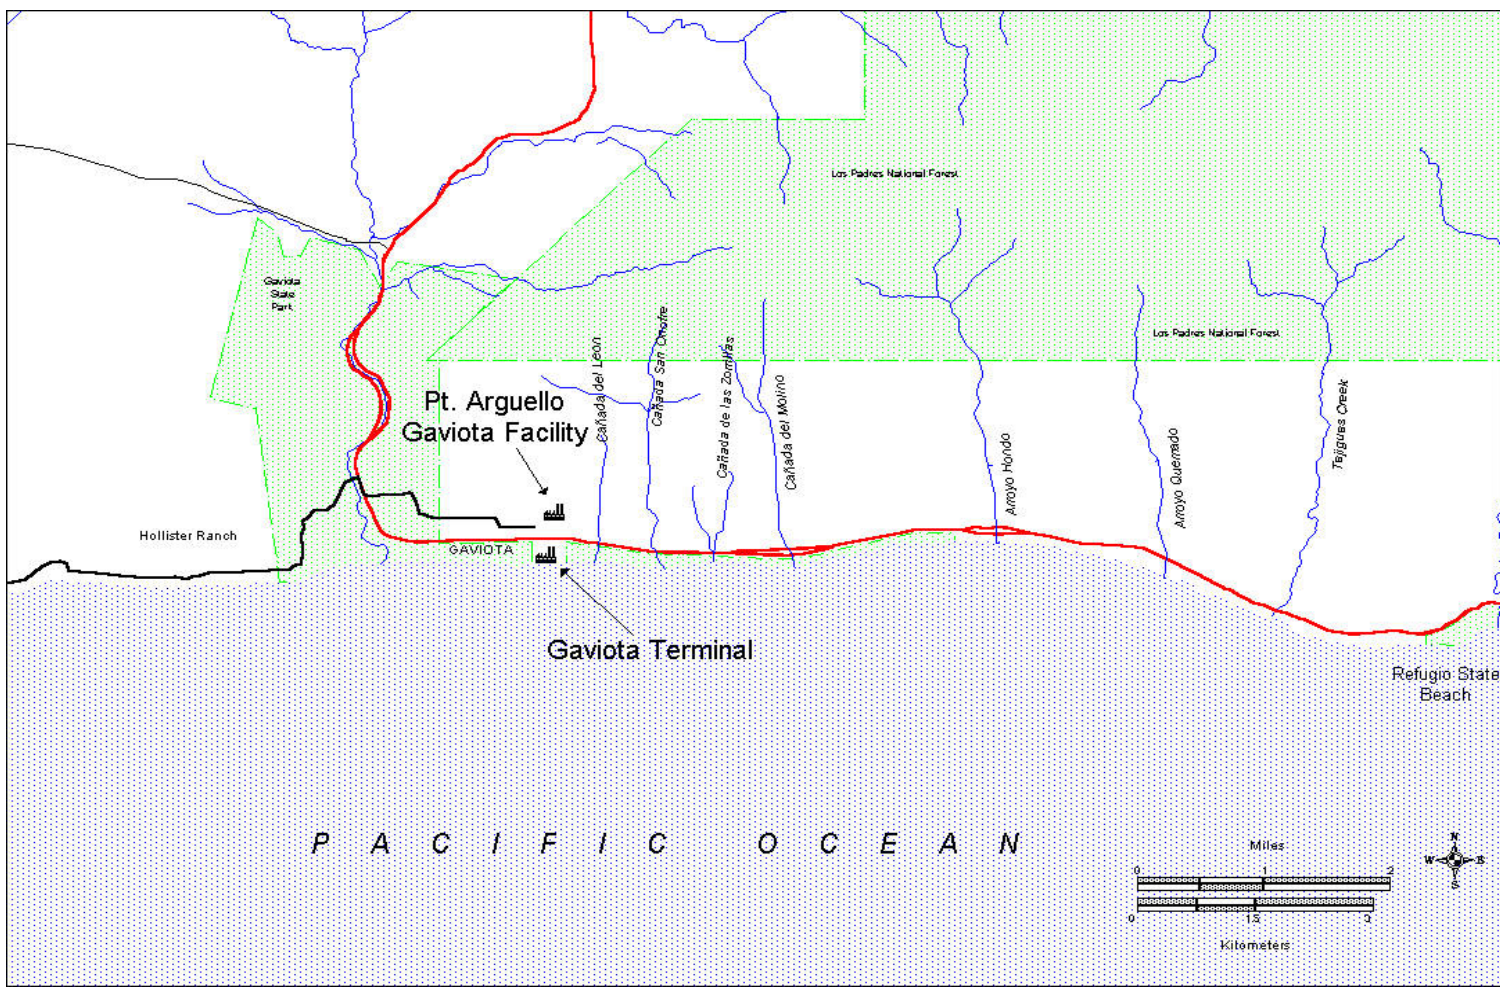 Los Padres National Forest
Gaviota
State
Park
Los Padres National Forest
Cañada del Leon
Cañada San Onofre
Cañada de las Zorrillas
Cañada del Molino
Arroyo Hondo
Arroyo Quemado
Tajiguas Creek
Pt. Arguello
Gaviota Facility
Hollister Ranch
GAVIOTA
Gaviota Terminal
Refugio State
Beach
PACIFIC OCEAN
N
W E
S
Miles
0 1 2
0 1.5 3
Kilometers